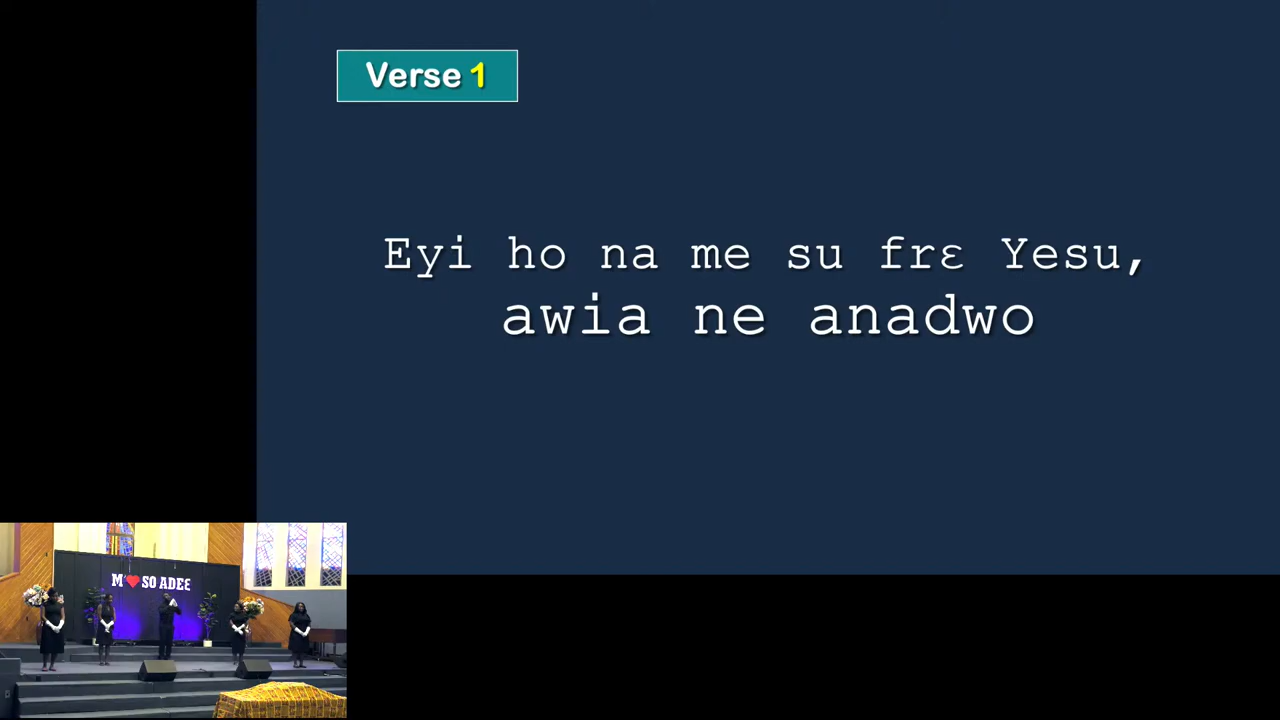 Verse 1
Eyi ho na me su frɛ Yesu,
awia ne anadwo
M❤SO ADEƐ